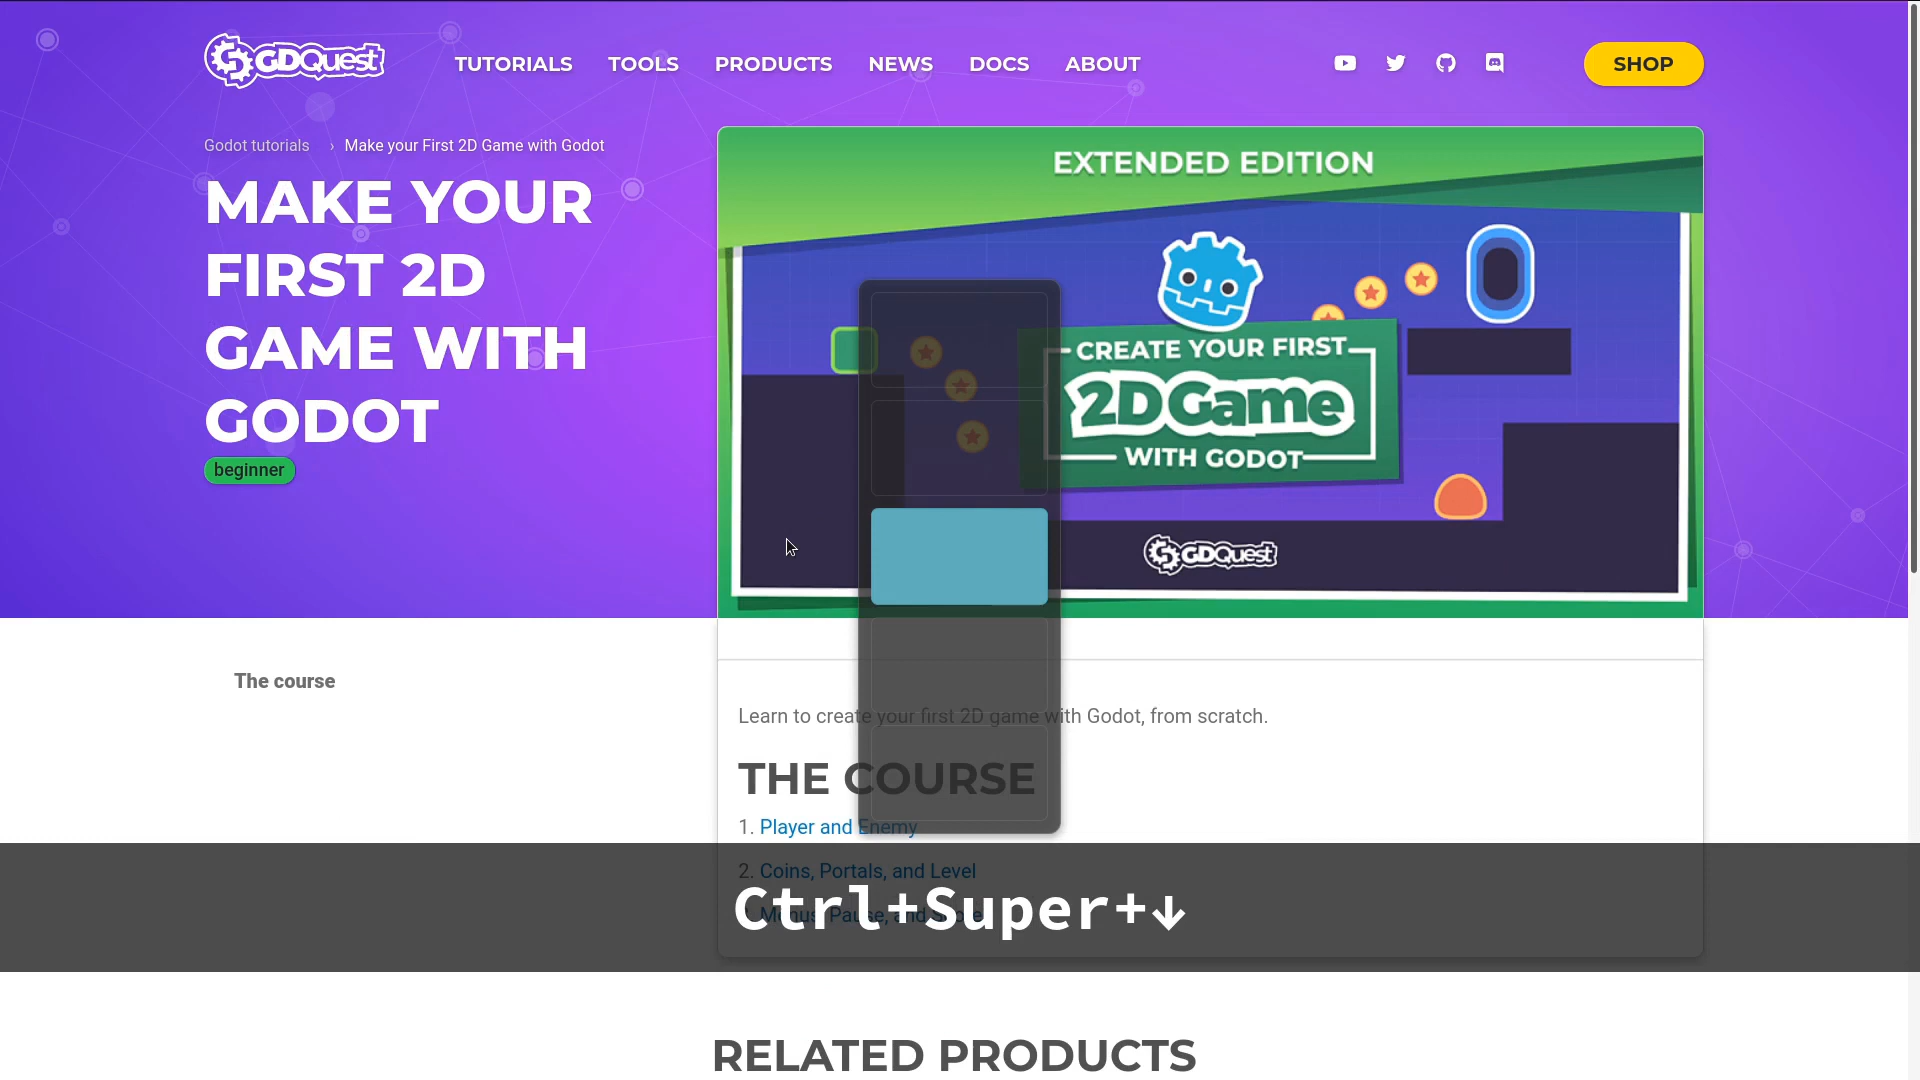 GDQuest
TUTORIALS
TOOLS
PRODUCTS
NEWS
DOCS
ABOUT
SHOP
Godot tutorials › Make your First 2D Game with Godot
MAKE YOUR
FIRST 2D
GAME WITH
GODOT
beginner
EXTENDED EDITION
CREATE YOUR FIRST
2D Game
WITH GODOT
GDQuest
The course
Learn to create your first 2D game with Godot, from scratch.
THE COURSE
1. Player and Enemy
2. Coins, Portals, and Level
Ctrl+Super+↓
RELATED PRODUCTS